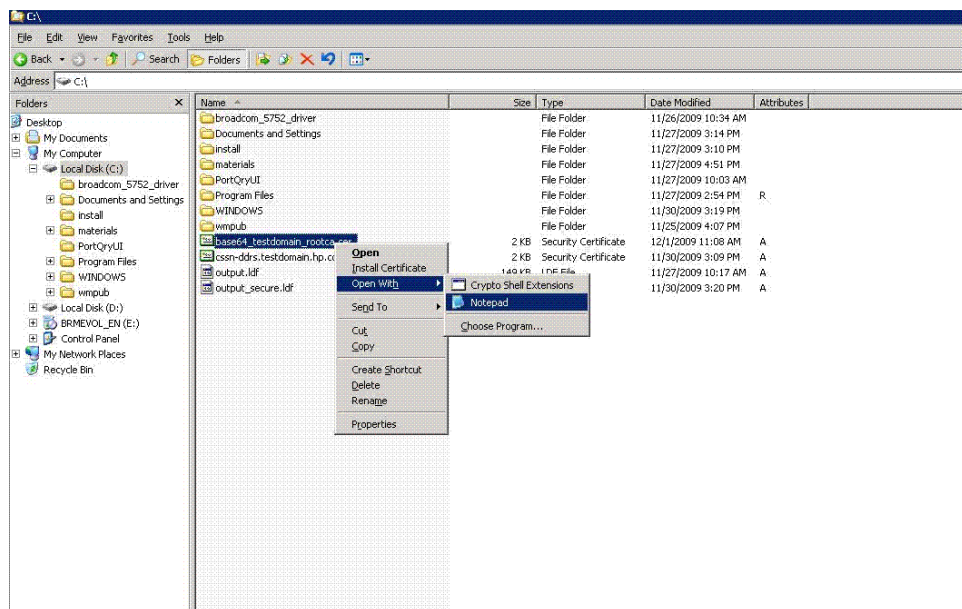 C:\
File Edit View Favorites Tools Help
Back Search Folders
Address C:\
Folders
Desktop
My Documents
My Computer
Local Disk (C:)
broadcom_5752_driver
Documents and Settings
install
materials
PortQryUI
Program Files
WINDOWS
wmpub
Local Disk (D:)
BRMEVOL_EN (E:)
Control Panel
My Network Places
Recycle Bin
Name Size Type Date Modified Attributes
broadcom_5752_driver File Folder 11/26/2009 10:34 AM
Documents and Settings File Folder 11/27/2009 3:14 PM
install File Folder 11/27/2009 3:10 PM
materials File Folder 11/27/2009 4:51 PM
PortQryUI File Folder 11/27/2009 10:03 AM
Program Files File Folder 11/27/2009 2:54 PM R
WINDOWS File Folder 11/30/2009 3:19 PM
wmpub File Folder 11/25/2009 4:07 PM
base64_testdomain_rootca.cer 2 KB Security Certificate 12/1/2009 11:08 AM A
cssn-ddrs.testdomain.hp.co 2 KB Security Certificate 11/30/2009 3:09 PM A
output.ldf 149 KB LDF File 11/27/2009 10:17 AM A
output_secure.ldf 11/30/2009 3:20 PM A
Open
Install Certificate
Open With
Send To
Cut
Copy
Create Shortcut
Delete
Rename
Properties
Crypto Shell Extensions
Notepad
Choose Program...